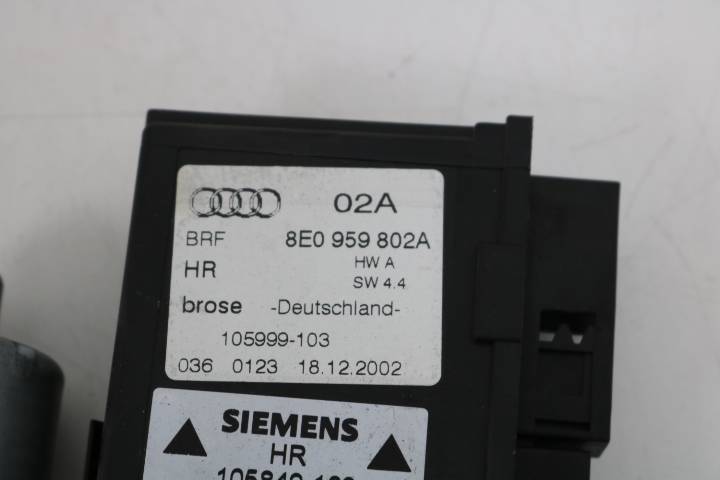 02A
BRF 8E0 959 802A
HR HW A
SW 4.4
brose -Deutschland-
105999-103
036 0123 18.12.2002
SIEMENS
HR